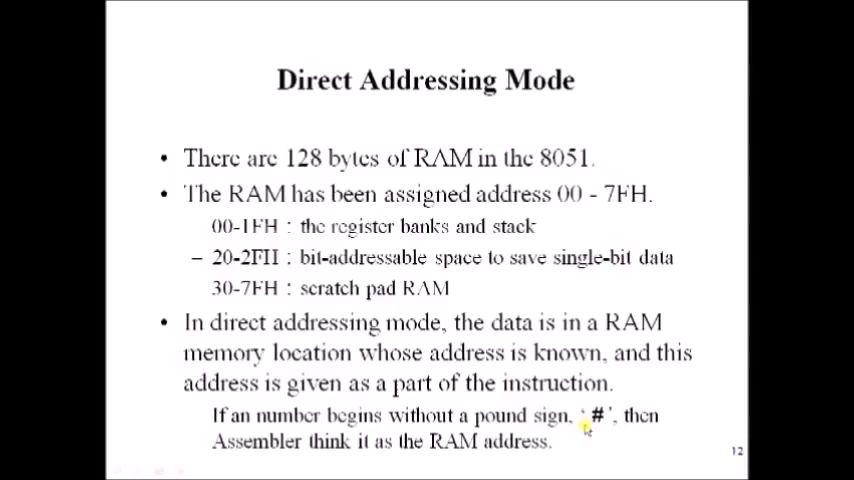 Direct Addressing Mode
• There are 128 bytes of RAM in the 8051.
• The RAM has been assigned address 00 - 7FH.
00-1FH : the register banks and stack
– 20-2FH : bit-addressable space to save single-bit data
30-7FH : scratch pad RAM
• In direct addressing mode, the data is in a RAM
memory location whose address is known, and this
address is given as a part of the instruction.
If an number begins without a pound sign, ‘#’, then
Assembler think it as the RAM address.
12